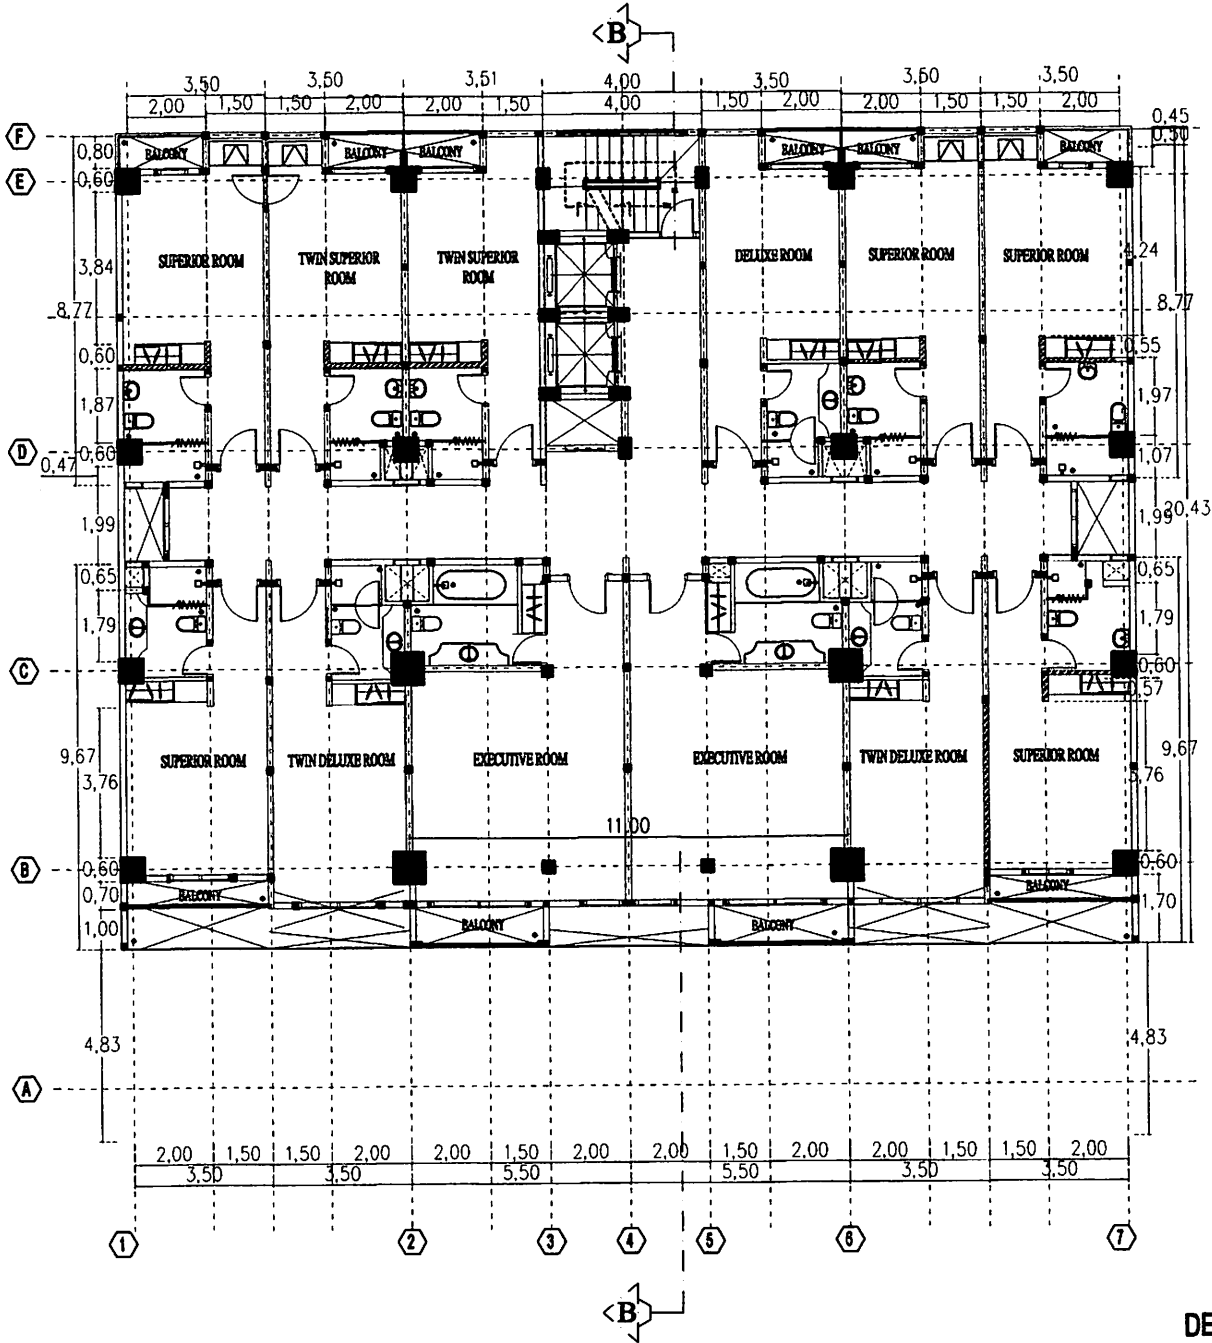 B
3,50 3,50 3,51 4,00 3,50 3,60 3,50
2,00 1,50 1,50 2,00 2,00 1,50 4,00 1,50 2,00 2,00 1,50 1,50 2,00
0,45
F
0,80
BALCONY BALCONY BALCONY BALCONY BALCONY BALCONY
E
0,60
3,84
SUPERIOR ROOM
TWIN SUPERIOR
ROOM
TWIN SUPERIOR
ROOM
DELUXE ROOM
SUPERIOR ROOM
SUPERIOR ROOM
4,24
8,77
8,77
0,60
0,55
1,87
1,97
D
0,60
0,47
1,07
1,99
1,99
20,43
0,65
0,65
1,79
1,79
C
0,60
0,57
SUPERIOR ROOM
TWIN DELUXE ROOM
EXECUTIVE ROOM
EXECUTIVE ROOM
TWIN DELUXE ROOM
SUPERIOR ROOM
9,67
9,67
3,76
3,76
11,00
B
0,60
0,60
0,70
BALCONY
BALCONY
1,70
1,00
BALCONY
BALCONY
4,83
4,83
A
2,00 1,50 1,50 2,00 2,00 1,50 2,00 2,00 1,50 2,00 2,00 1,50 1,50 2,00
3,50 3,50 5,50 5,50 3,50 3,50
1 2 3 4 5 6 7
B
DE